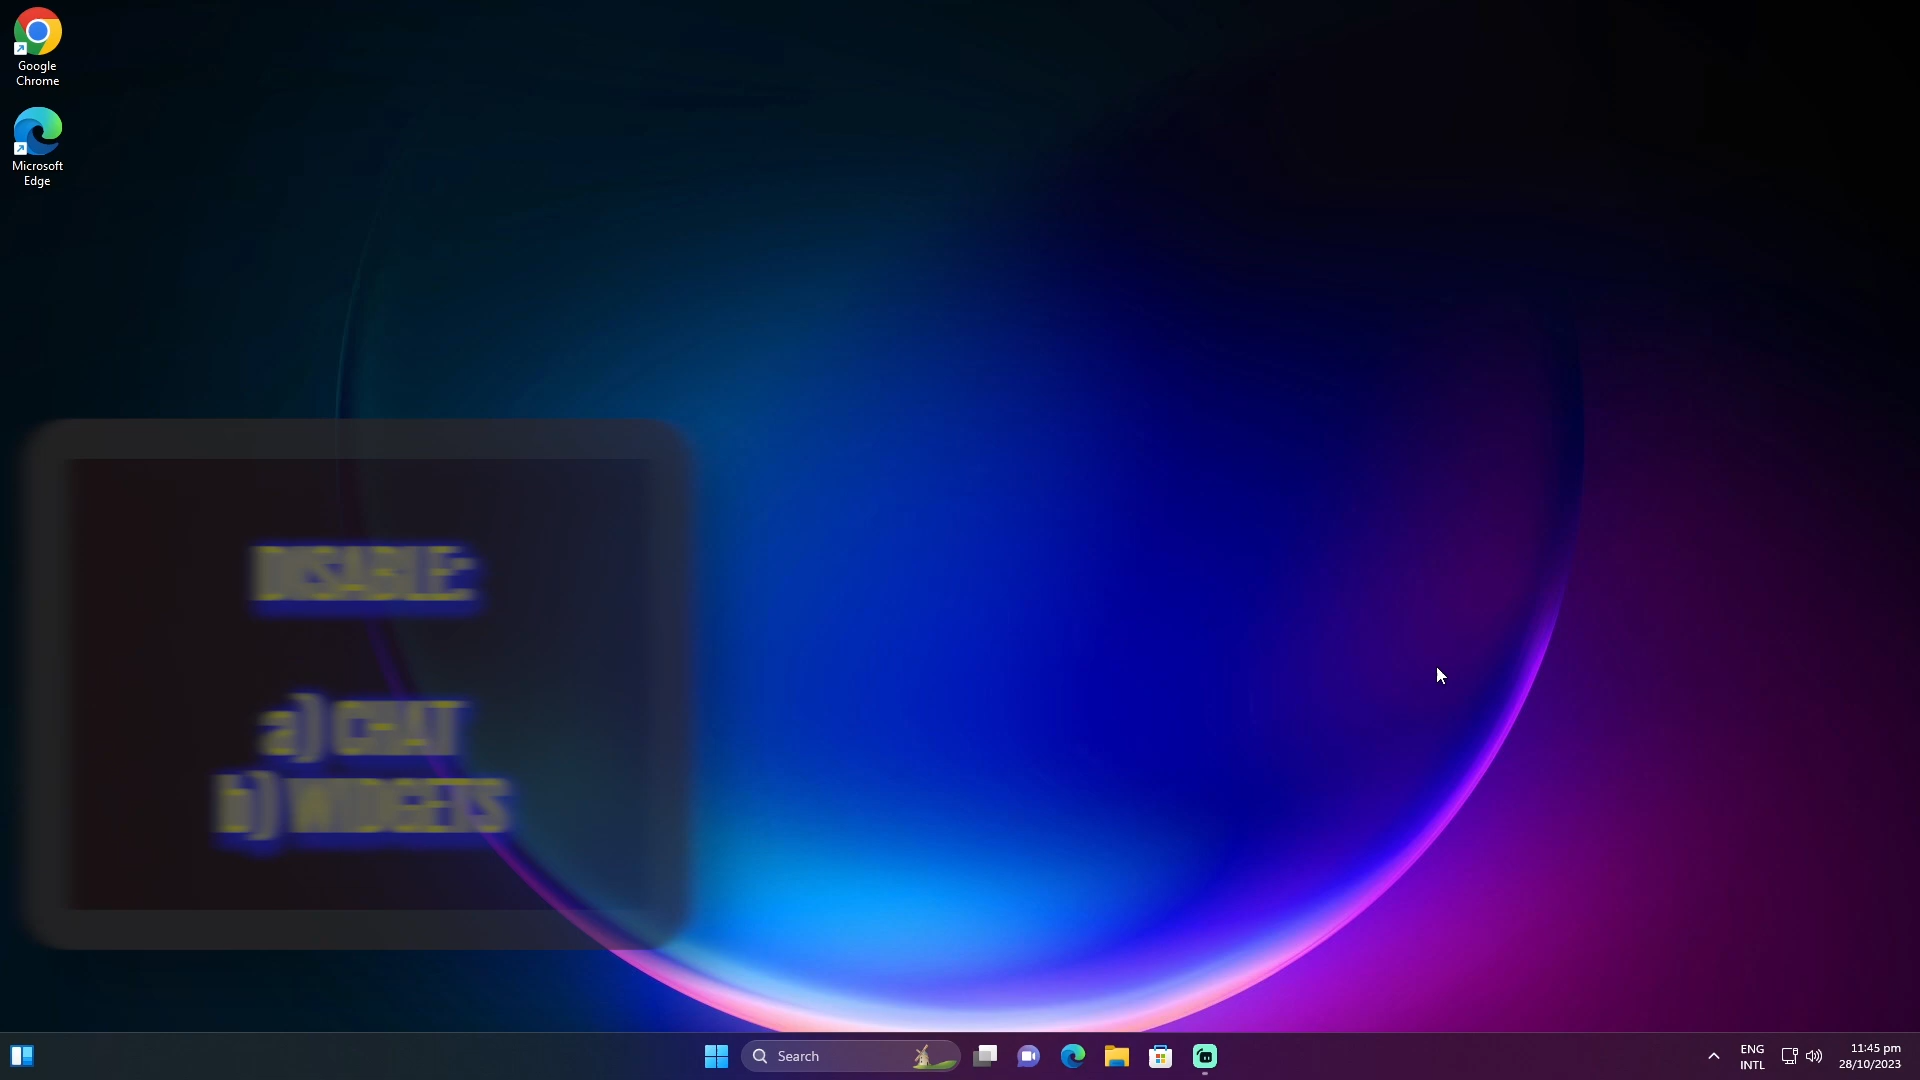 Google
Chrome
Microsoft
Edge
DISABLE:
a) CHAT
b) WIDGETS
Search
ENG
INTL
11:45 pm
28/10/2023